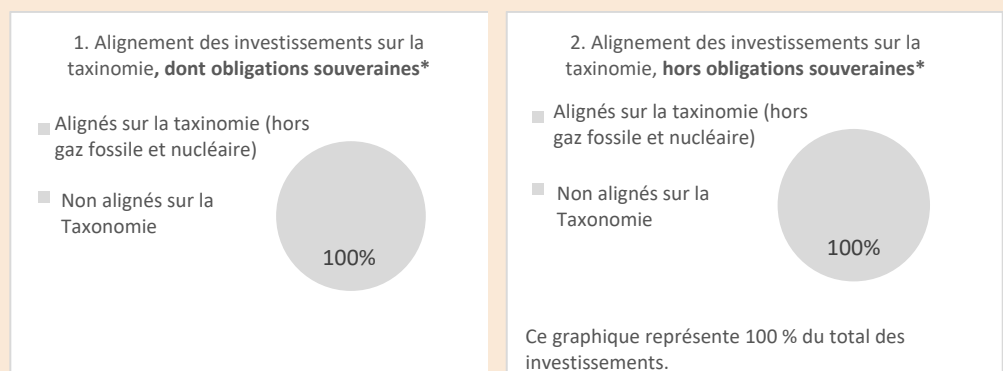 1. Alignement des investissements sur la
taxinomie, dont obligations souveraines*
Alignés sur la taxinomie (hors
gaz fossile et nucléaire)
Non alignés sur la
Taxonomie
100%
2. Alignement des investissements sur la
taxinomie, hors obligations souveraines*
Alignés sur la taxinomie (hors
gaz fossile et nucléaire)
Non alignés sur la
Taxonomie
100%
Ce graphique représente 100 % du total des
investissements.